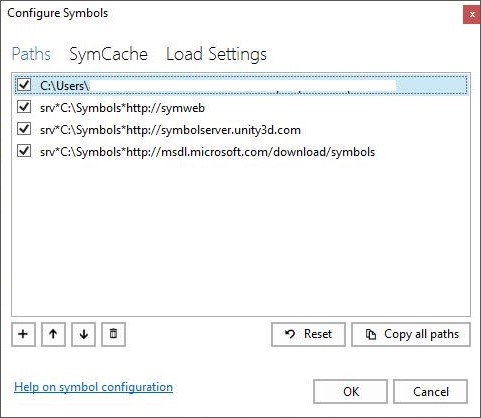 Configure Symbols
x
Paths SymCache Load Settings
C:\Users\
srv*C:\Symbols*http://symweb
srv*C:\Symbols*http://symbolserver.unity3d.com
srv*C:\Symbols*http://msdl.microsoft.com/download/symbols
Reset Copy all paths
Help on symbol configuration
OK Cancel